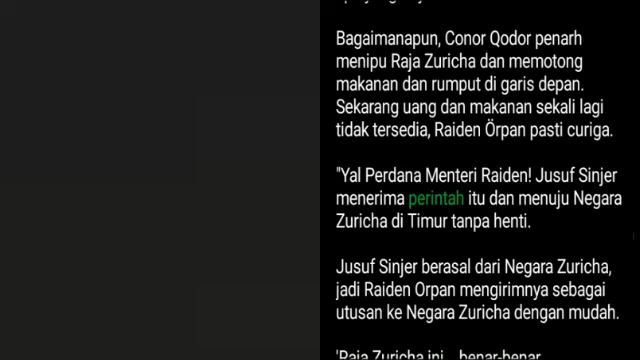 Bagaimanapun, Conor Qodor penarh
menipu Raja Zuricha dan memotong
makanan dan rumput di garis depan.
Sekarang uang dan makanan sekali lagi
tidak tersedia, Raiden Örpan pasti curiga.
"Yal Perdana Menteri Raiden! Jusuf Sinjer
menerima perintah itu dan menuju Negara
Zuricha di Timur tanpa henti.
Jusuf Sinjer berasal dari Negara Zuricha,
jadi Raiden Orpan mengirimnya sebagai
utusan ke Negara Zuricha dengan mudah.
'Raja Zuricha ini... benar-benar